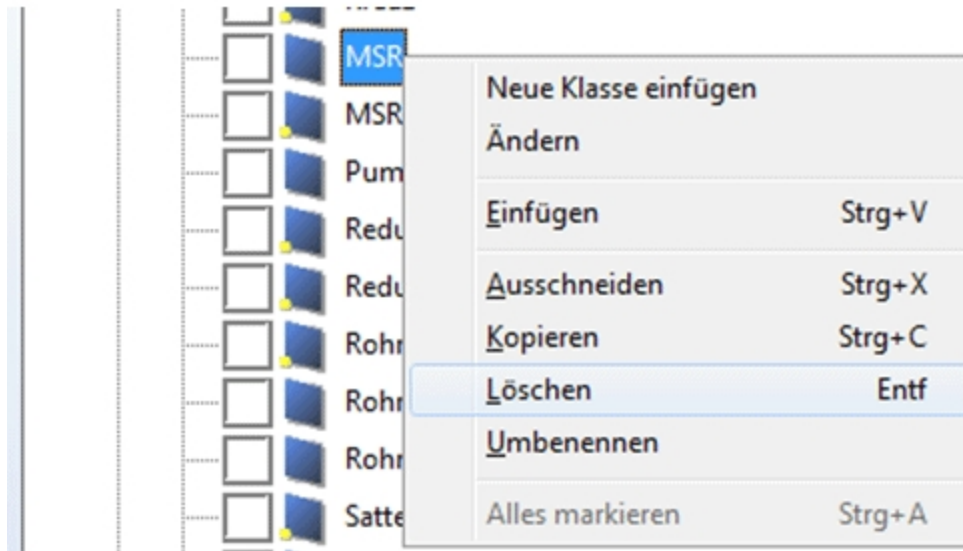 MSR
MSR
Pum
Redu
Redu
Rohr
Rohr
Rohr
Satte
Neue Klasse einfügen
Ändern
Einfügen Strg+V
Ausschneiden Strg+X
Kopieren Strg+C
Löschen Entf
Umbenennen
Alles markieren Strg+A